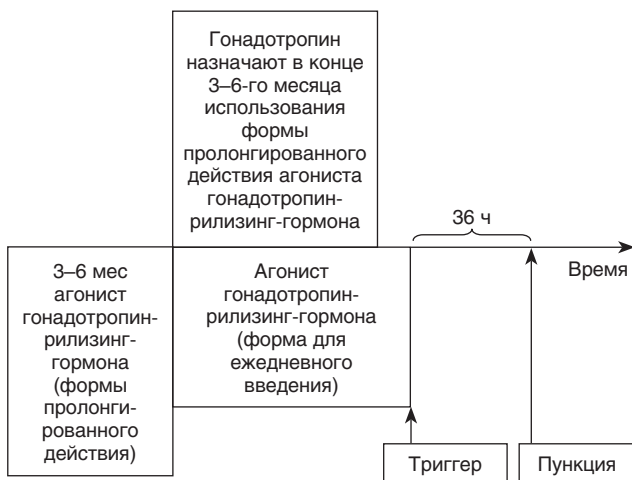 Гонадотропин
назначают в конце
3–6-го месяца
использования
формы
пролонгированного
действия агониста
гонадотропин-
рилизинг-гормона
36 ч
Время
3–6 мес
агонист
гонадотропин-
рилизинг-
гормона
(формы
пролонги-
рованного
действия)
Агонист
гонадотропин-
рилизинг-гормона
(форма для
ежедневного
введения)
Триггер
Пункция